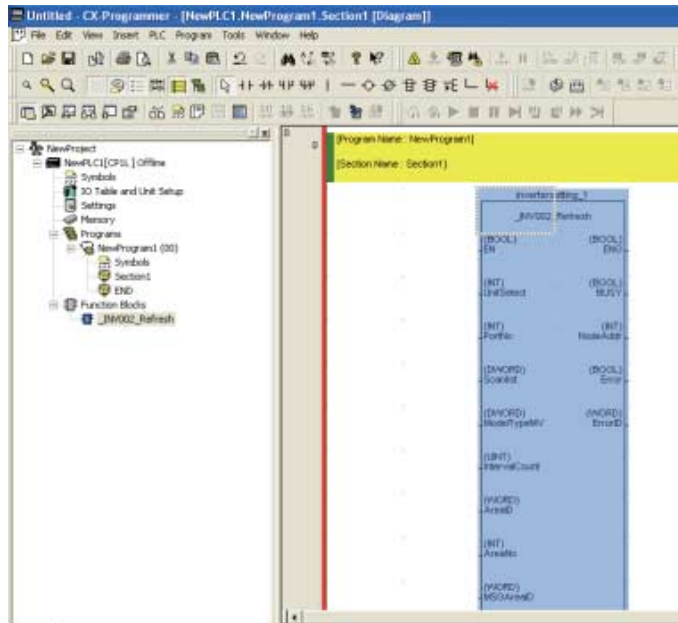 Untitled - CX-Programmer - [NewPLC1.NewProgram1.Section1 [Diagram]]
File Edit View Insert PLC Program Tools Window Help
NewProject
NewPLC1[CP1L] Offline
Symbols
IO Table and Unit Setup
Settings
Memory
Programs
NewProgram1 (00)
Symbols
Section1
END
Function Blocks
_INV002_Refresh
0
0
[Program Name : NewProgram1]
[Section Name : Section1]
_INV002_Refresh
(BOOL) (BOOL)
EN ENO
(INT) (BOOL)
UnitSelect BUSY
(INT) (INT)
PortNo NodeAddr
(DWORD) (BOOL)
Scanlist Error
(DWORD) (WORD)
ModelTypeMV ErrorID
(UINT)
IntervalCount
(WORD)
AreaID
(INT)
AreaNo
(WORD)
MSGAreaID